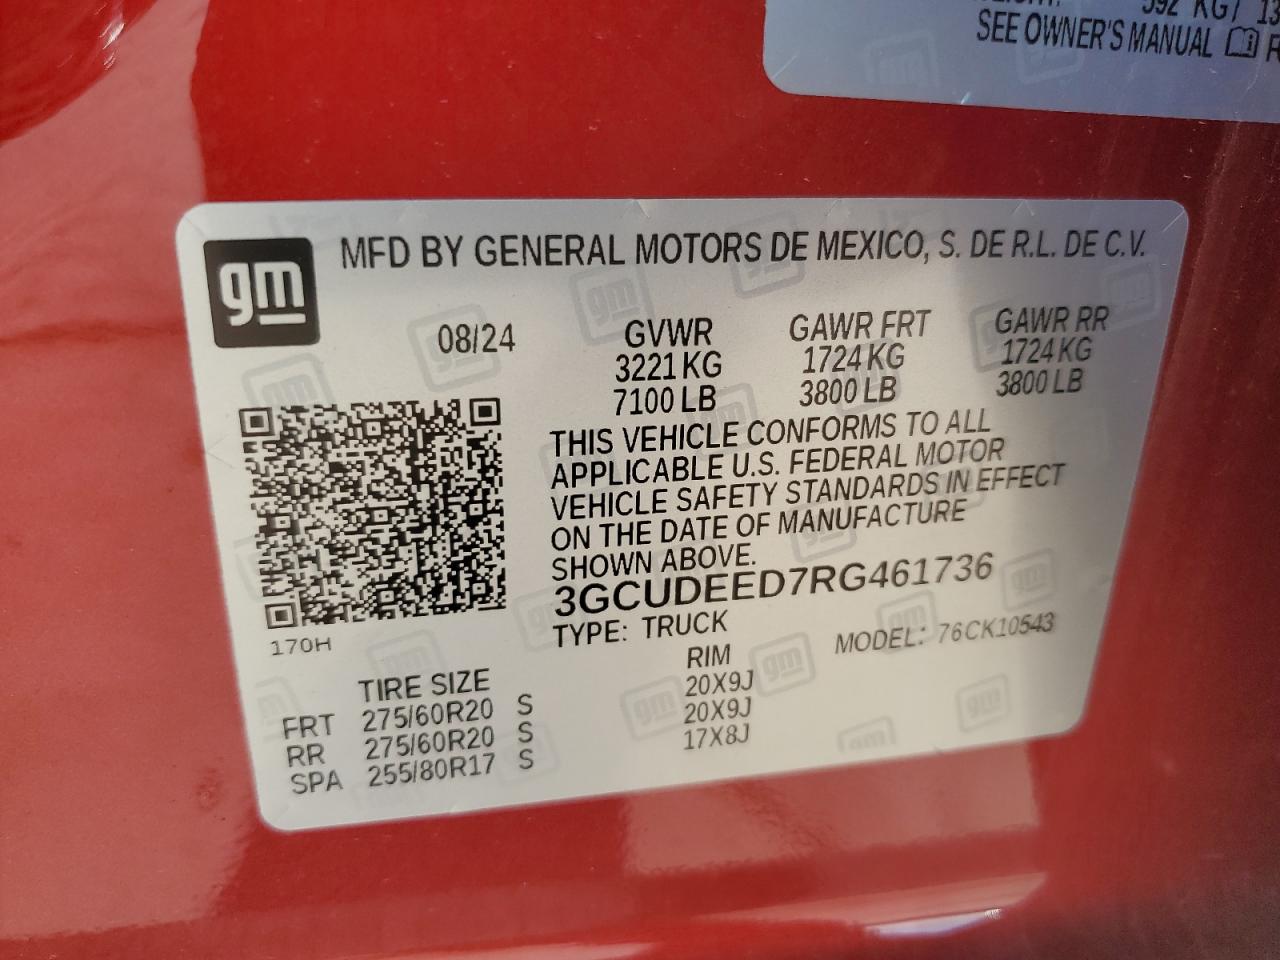 592 KG / 13
SEE OWNER'S MANUAL
gm
MFD BY GENERAL MOTORS DE MEXICO, S. DE R.L. DE C.V.
08/24
GVWR
3221 KG
7100 LB
GAWR FRT
1724 KG
3800 LB
GAWR RR
1724 KG
3800 LB
THIS VEHICLE CONFORMS TO ALL
APPLICABLE U.S. FEDERAL MOTOR
VEHICLE SAFETY STANDARDS IN EFFECT
ON THE DATE OF MANUFACTURE
SHOWN ABOVE.
3GCUDEED7RG461736
TYPE: TRUCK
MODEL: 76CK10543
170H
TIRE SIZE RIM
FRT 275/60R20 S 20X9J
RR 275/60R20 S 20X9J
SPA 255/80R17 S 17X8J